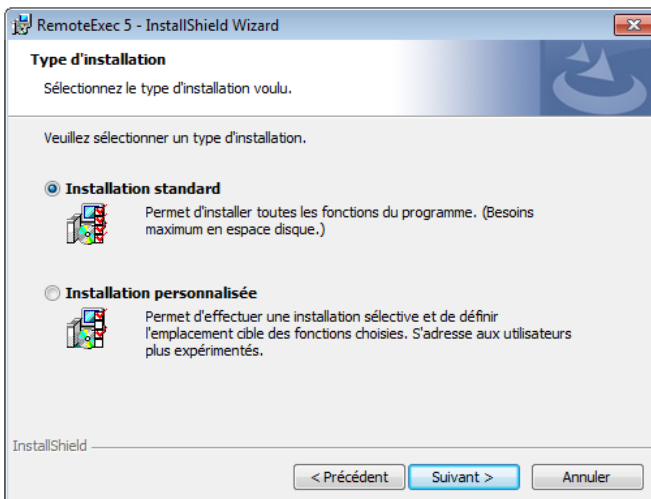 RemoteExec 5 - InstallShield Wizard
Type d'installation
Sélectionnez le type d'installation voulu.
Veuillez sélectionner un type d'installation.
Installation standard
Permet d'installer toutes les fonctions du programme. (Besoins
maximum en espace disque.)
Installation personnalisée
Permet d'effectuer une installation sélective et de définir
l'emplacement cible des fonctions choisies. S'adresse aux utilisateurs
plus expérimentés.
InstallShield
< Précédent Suivant > Annuler